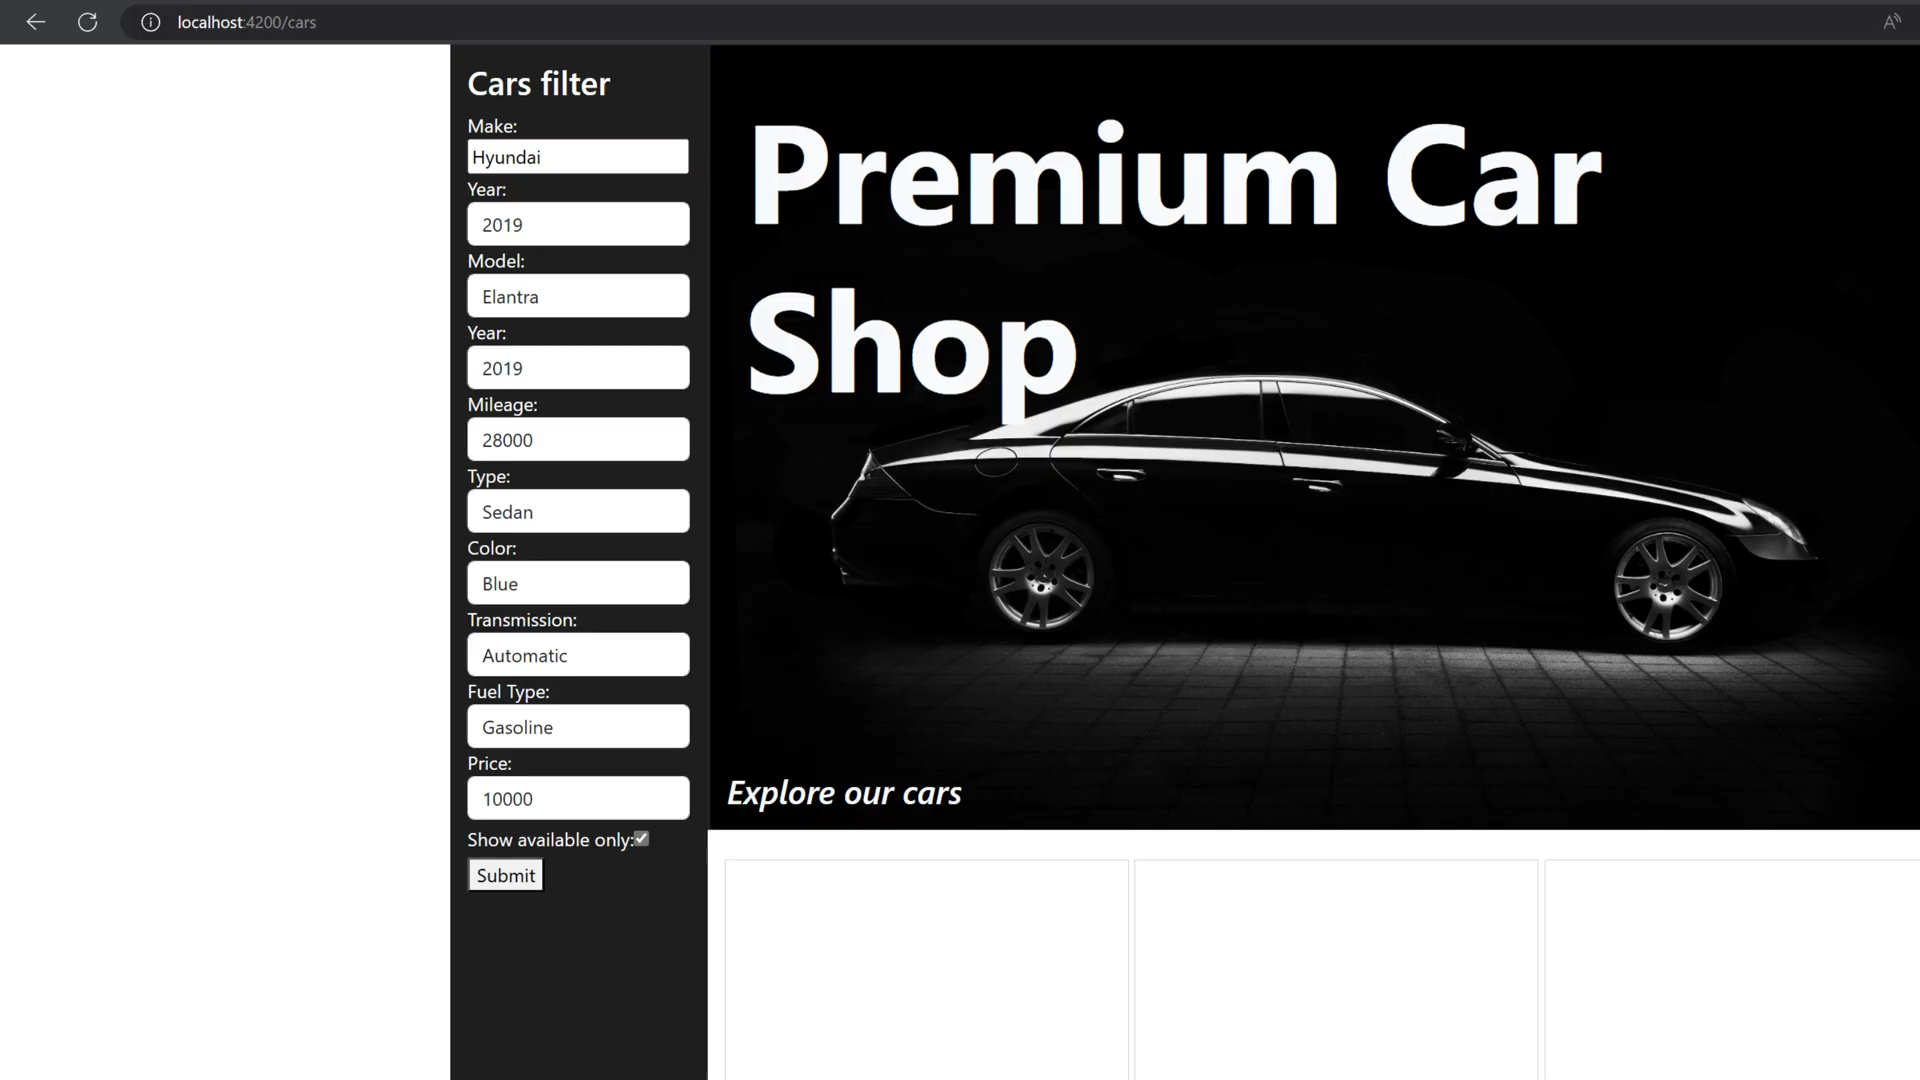 localhost:4200/cars
Cars filter
Make:
Hyundai
Year:
2019
Model:
Elantra
Year:
2019
Mileage:
28000
Type:
Sedan
Color:
Blue
Transmission:
Automatic
Fuel Type:
Gasoline
Price:
10000
Show available only:
Submit
Premium Car
Shop
Explore our cars